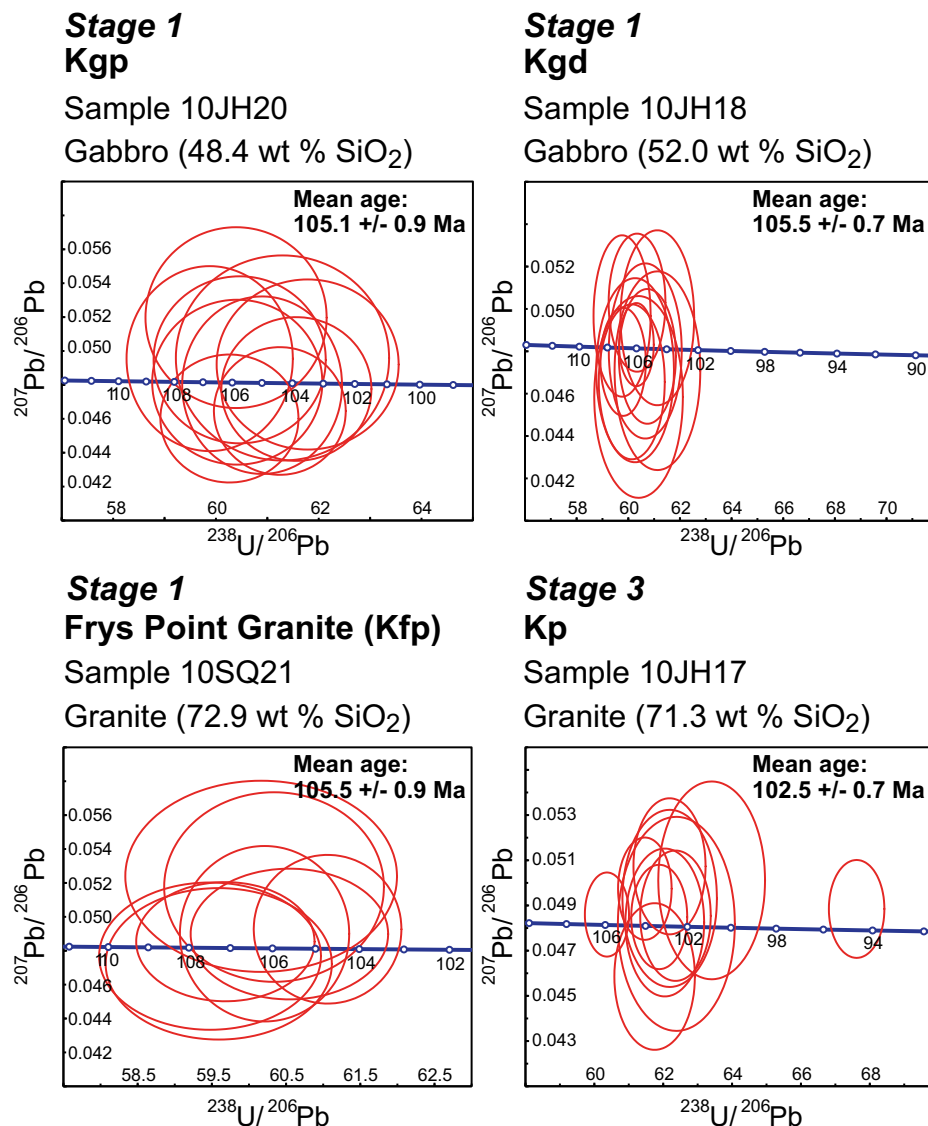 Stage 1
Kgp
Sample 10JH20
Gabbro (48.4 wt % SiO₂)
Mean age:
105.1 +/- 0.9 Ma
0.056
0.054
0.052
0.050
0.046
0.044
0.042
110 108 106 104 102 100
58 60 62 64
²⁰⁷Pb/²⁰⁶Pb
²³⁸U/²⁰⁶Pb
Stage 1
Kgd
Sample 10JH18
Gabbro (52.0 wt % SiO₂)
Mean age:
105.5 +/- 0.7 Ma
0.052
0.050
0.046
0.044
0.042
110 106 102 98 94 90
58 60 62 64 66 68 70
²⁰⁷Pb/²⁰⁶Pb
²³⁸U/²⁰⁶Pb
Stage 1
Frys Point Granite (Kfp)
Sample 10SQ21
Granite (72.9 wt % SiO₂)
Mean age:
105.5 +/- 0.9 Ma
0.056
0.052
0.050
0.046
0.044
0.042
110 108 106 104 102
58.5 59.5 60.5 61.5 62.5
²⁰⁷Pb/²⁰⁶Pb
²³⁸U/²⁰⁶Pb
Stage 3
Kp
Sample 10JH17
Granite (71.3 wt % SiO₂)
Mean age:
102.5 +/- 0.7 Ma
0.053
0.051
0.049
0.047
0.045
0.043
106 102 98 94
60 62 64 66 68
²⁰⁷Pb/²⁰⁶Pb
²³⁸U/²⁰⁶Pb